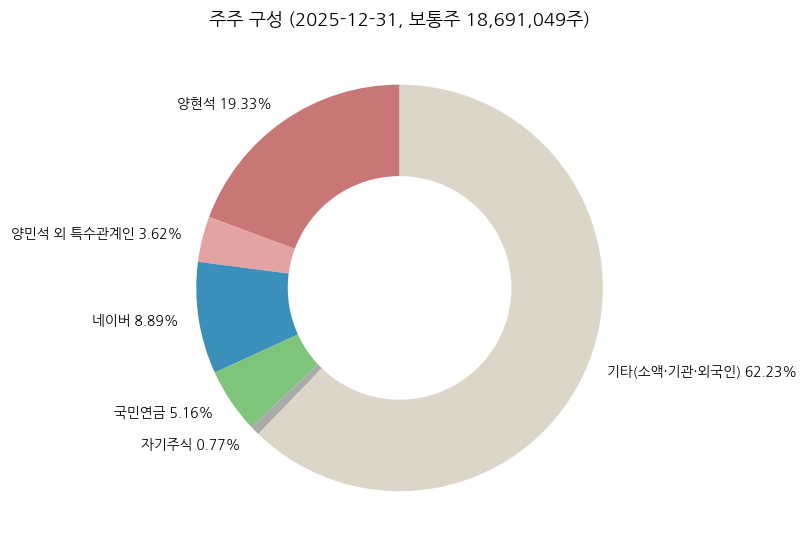 주주 구성 (2025-12-31, 보통주 18,691,049주)
양현석 19.33%
양민석 외 특수관계인 3.62%
네이버 8.89%
기타(소액·기관·외국인) 62.23%
국민연금 5.16%
자기주식 0.77%